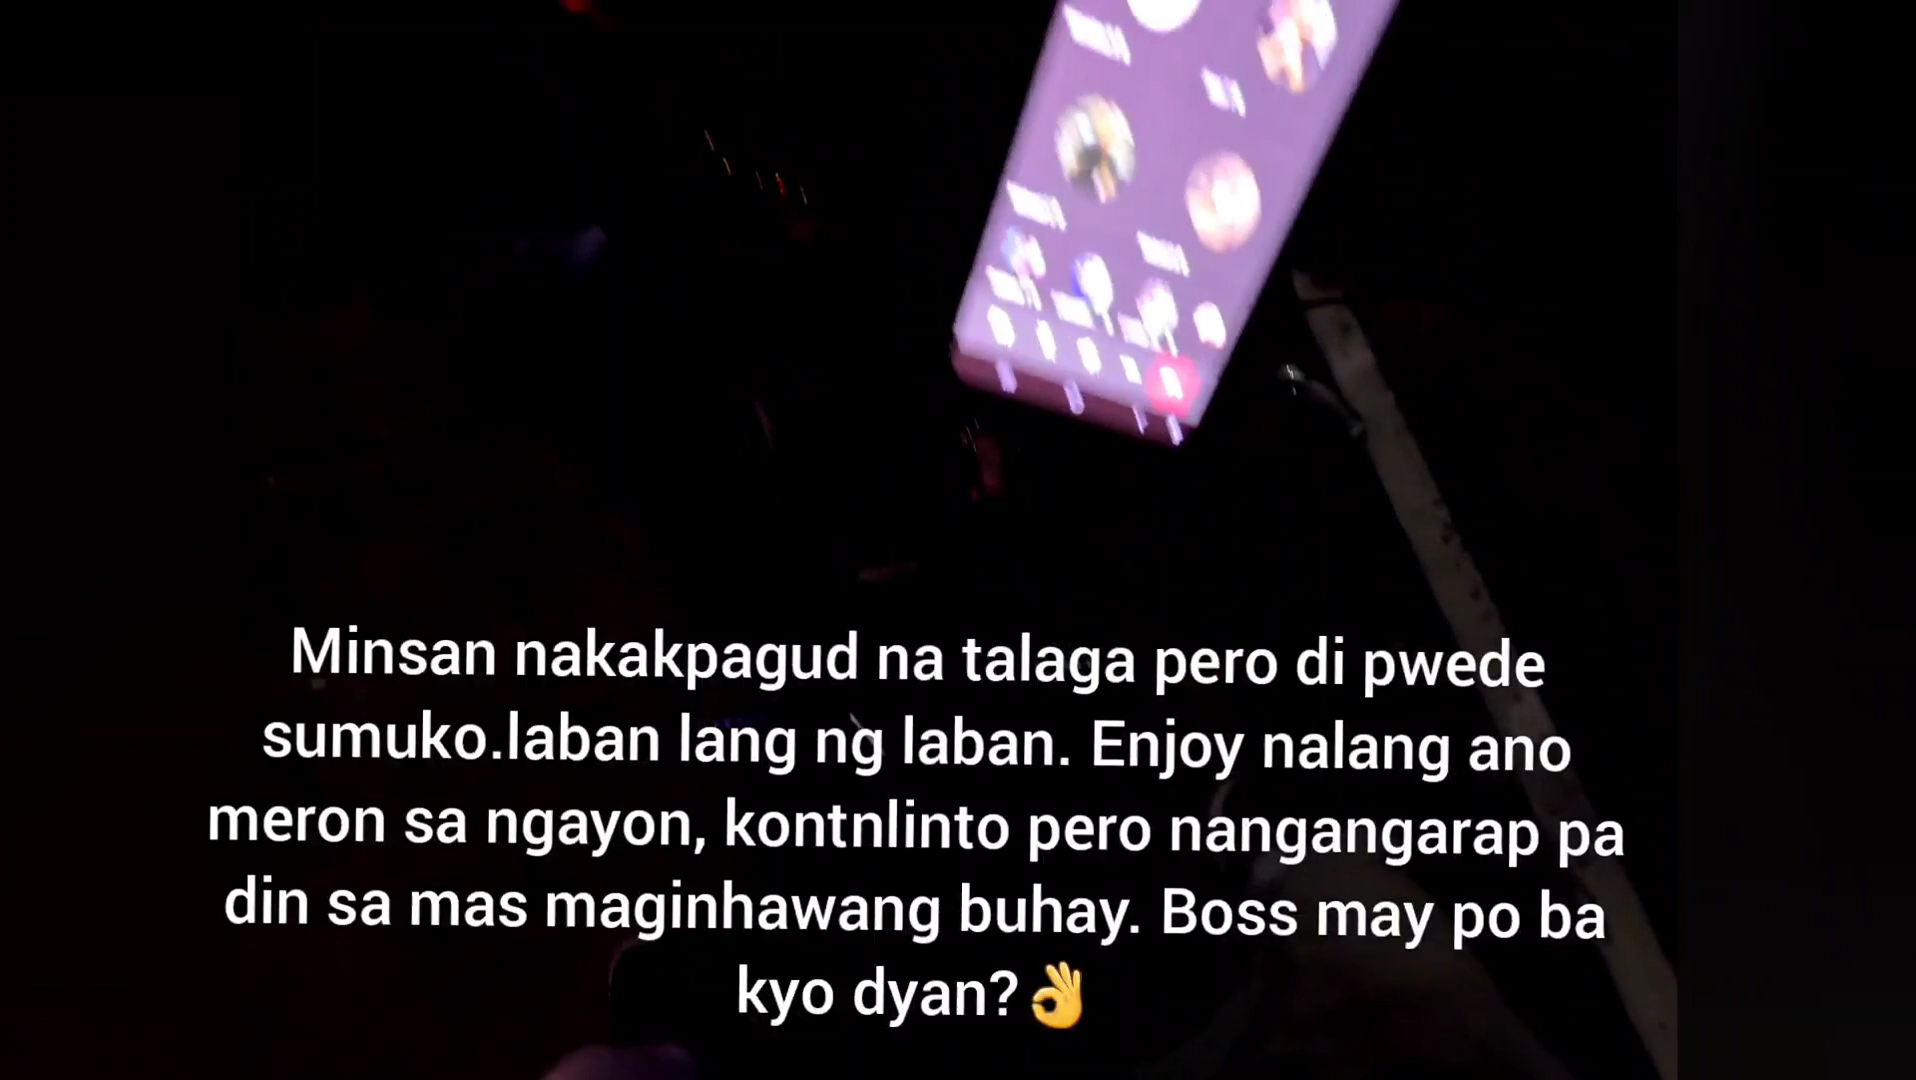 Minsan nakakpagud na talaga pero di pwede
sumuko.laban lang ng laban. Enjoy nalang ano
meron sa ngayon, kontnlinto pero nangangarap pa
din sa mas maginhawang buhay. Boss may po ba
kyo dyan?👌